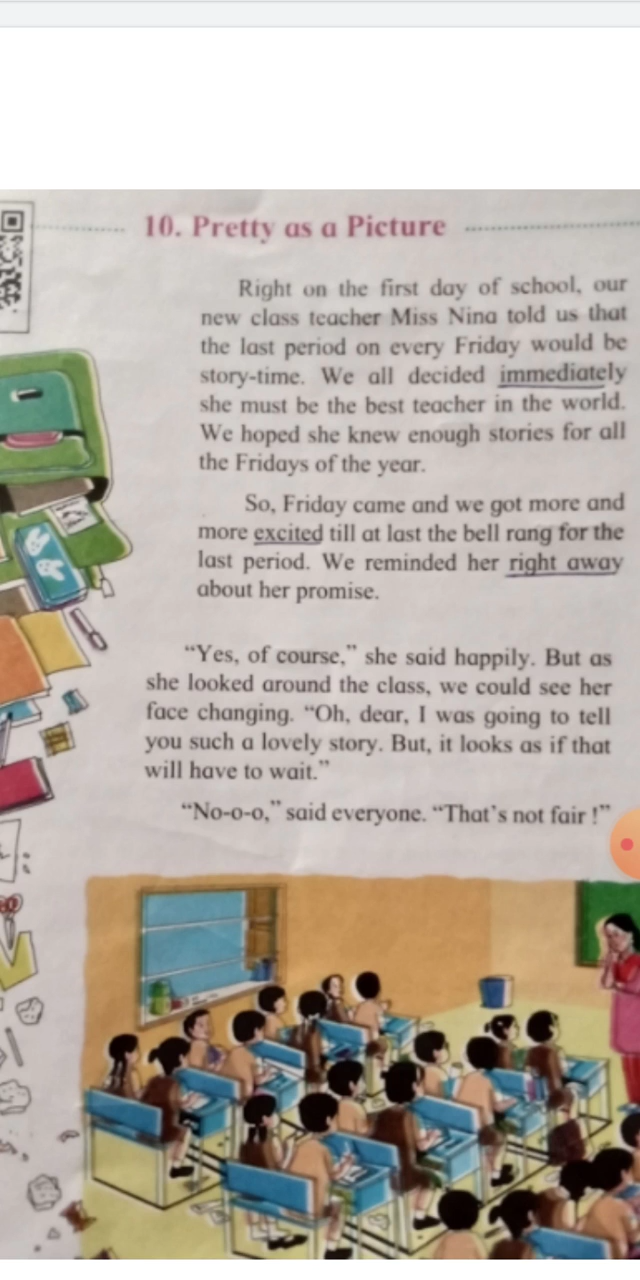 10. Pretty as a Picture
Right on the first day of school, our
new class teacher Miss Nina told us that
the last period on every Friday would be
story-time. We all decided immediately
she must be the best teacher in the world.
We hoped she knew enough stories for all
the Fridays of the year.
So, Friday came and we got more and
more excited till at last the bell rang for the
last period. We reminded her right away
about her promise.
“Yes, of course,” she said happily. But as
she looked around the class, we could see her
face changing. “Oh, dear, I was going to tell
you such a lovely story. But, it looks as if that
will have to wait.”
“No-o-o,” said everyone. “That’s not fair !”